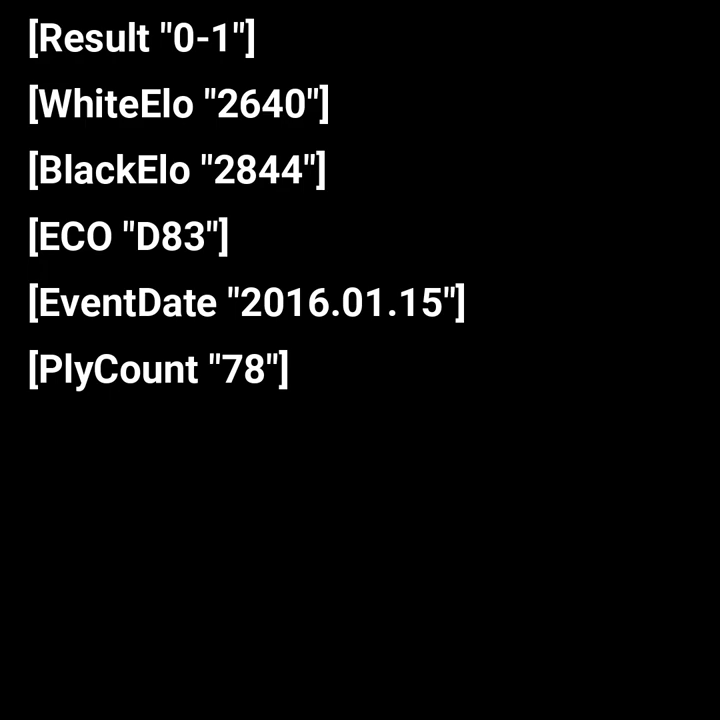 [Result "0-1"]
[WhiteElo "2640"]
[BlackElo "2844"]
[ECO "D83"]
[EventDate "2016.01.15"]
[PlyCount "78"]